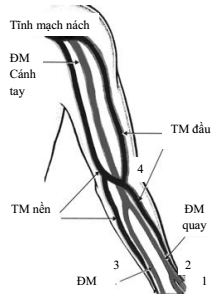 Tĩnh mạch nách
ĐM
Cánh
tay
TM đầu
4
TM nền
ĐM
quay
3
2
ĐM
1